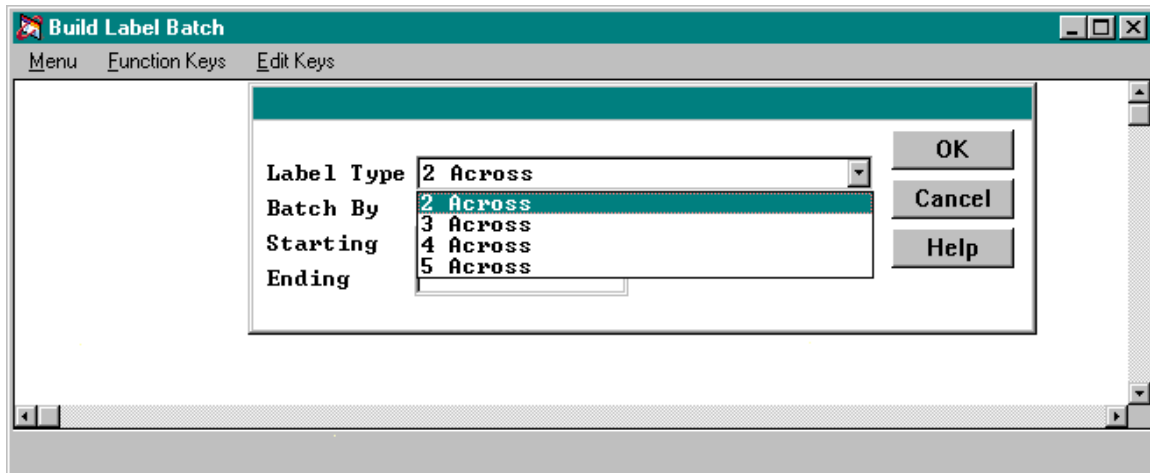 Build Label Batch
Menu Function Keys Edit Keys
Label Type 2 Across
Batch By
Starting
Ending
2 Across
3 Across
4 Across
5 Across
OK
Cancel
Help